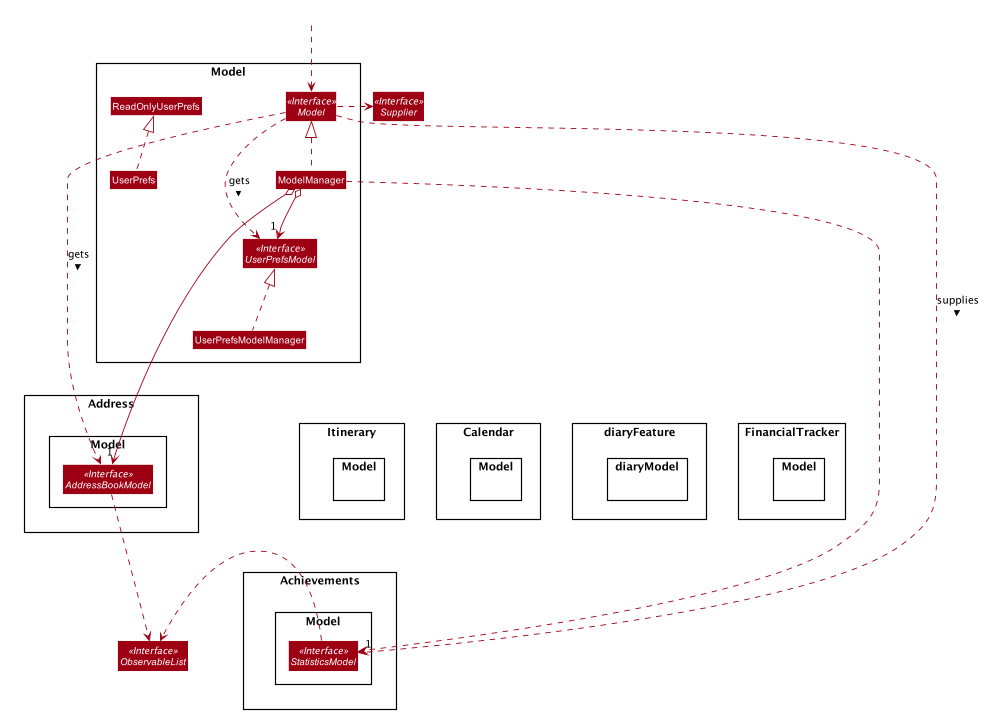 Model
«Interface»
Model
«Interface»
Supplier
ReadOnlyUserPrefs
UserPrefs
gets
▼
ModelManager
1
«Interface»
UserPrefsModel
gets
▼
supplies
▼
UserPrefsModelManager
Address
Model
1
«Interface»
AddressBookModel
Itinerary
Model
Calendar
Model
diaryFeature
diaryModel
FinancialTracker
Model
Achievements
Model
1
«Interface»
StatisticsModel
«Interface»
ObservableList